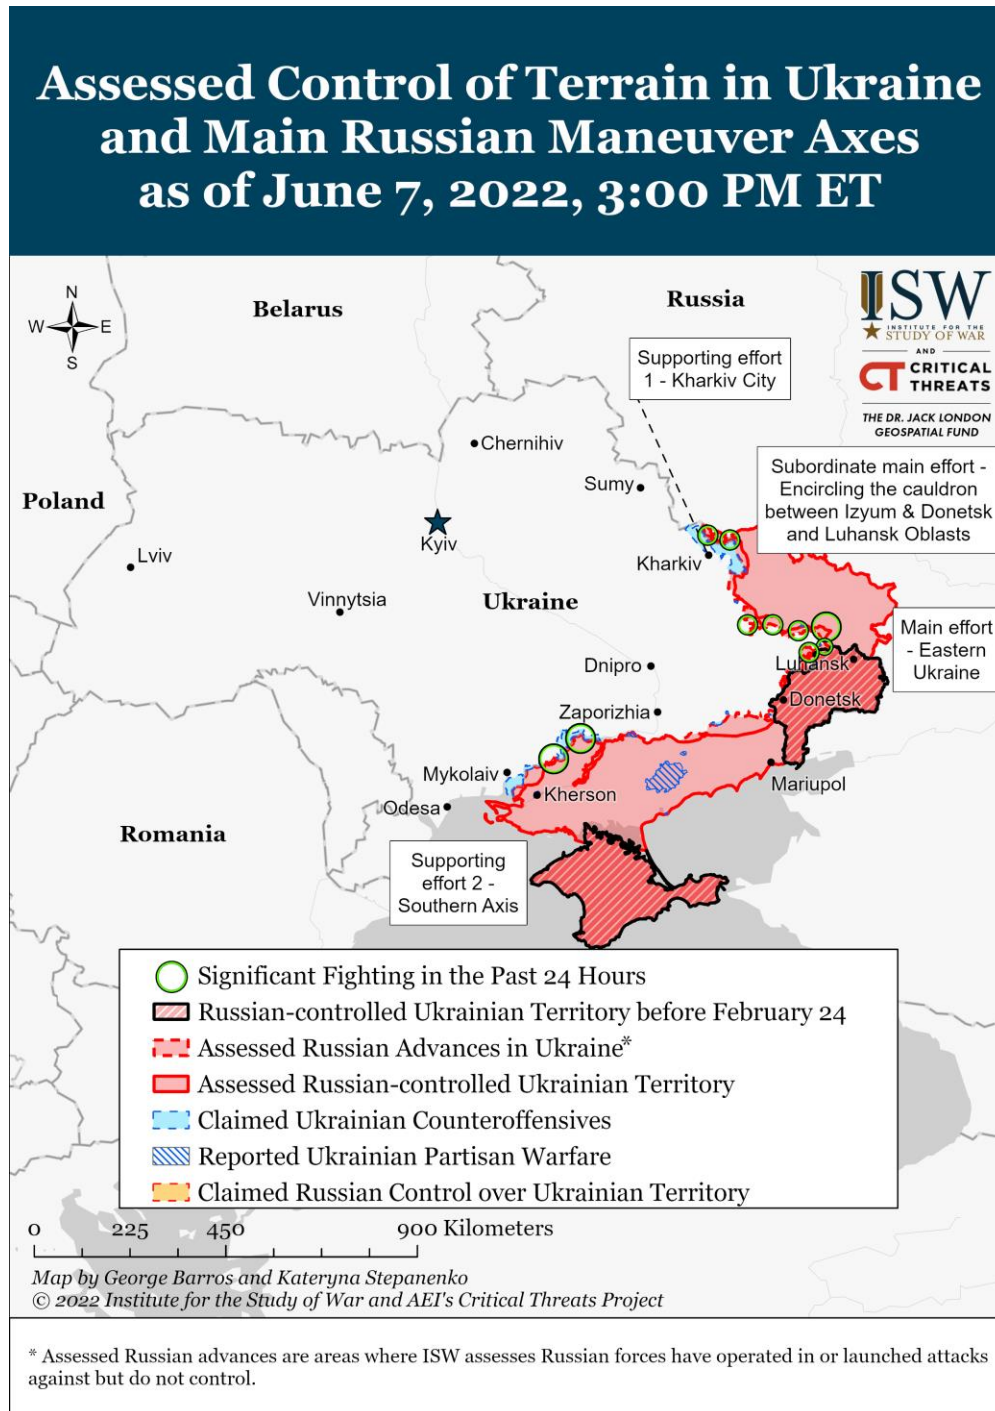 Assessed Control of Terrain in Ukraine
and Main Russian Maneuver Axes
as of June 7, 2022, 3:00 PM ET
N
W
E
S
Belarus
Russia
ISW
INSTITUTE FOR THE
STUDY OF WAR
AND
CT CRITICAL
THREATS
THE DR. JACK LONDON
GEOSPATIAL FUND
Supporting effort
1 - Kharkiv City
Chernihiv
Sumy
Subordinate main effort -
Encircling the cauldron
between Izyum & Donetsk
and Luhansk Oblasts
Poland
Kyiv
Lviv
Kharkiv
Vinnytsia
Ukraine
Main effort
- Eastern
Ukraine
Dnipro
Luhansk
Donetsk
Zaporizhia
Mykolaiv
Mariupol
Kherson
Odesa
Romania
Supporting
effort 2 -
Southern Axis
Significant Fighting in the Past 24 Hours
Russian-controlled Ukrainian Territory before February 24
Assessed Russian Advances in Ukraine*
Assessed Russian-controlled Ukrainian Territory
Claimed Ukrainian Counteroffensives
Reported Ukrainian Partisan Warfare
Claimed Russian Control over Ukrainian Territory
0 225 450 900 Kilometers
Map by George Barros and Kateryna Stepanenko
© 2022 Institute for the Study of War and AEI's Critical Threats Project
* Assessed Russian advances are areas where ISW assesses Russian forces have operated in or launched attacks
against but do not control.